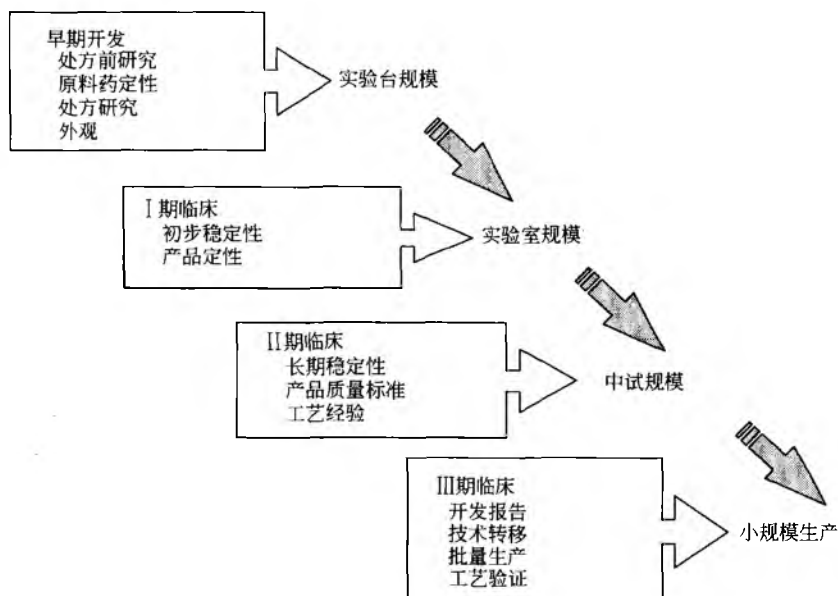 早期开发
处方前研究
原料药定性
处方研究
外观
实验台规模
Ⅰ期临床
初步稳定性
产品定性
实验室规模
Ⅱ期临床
长期稳定性
产品质量标准
工艺经验
中试规模
Ⅲ期临床
开发报告
技术转移
批量生产
工艺验证
小规模生产